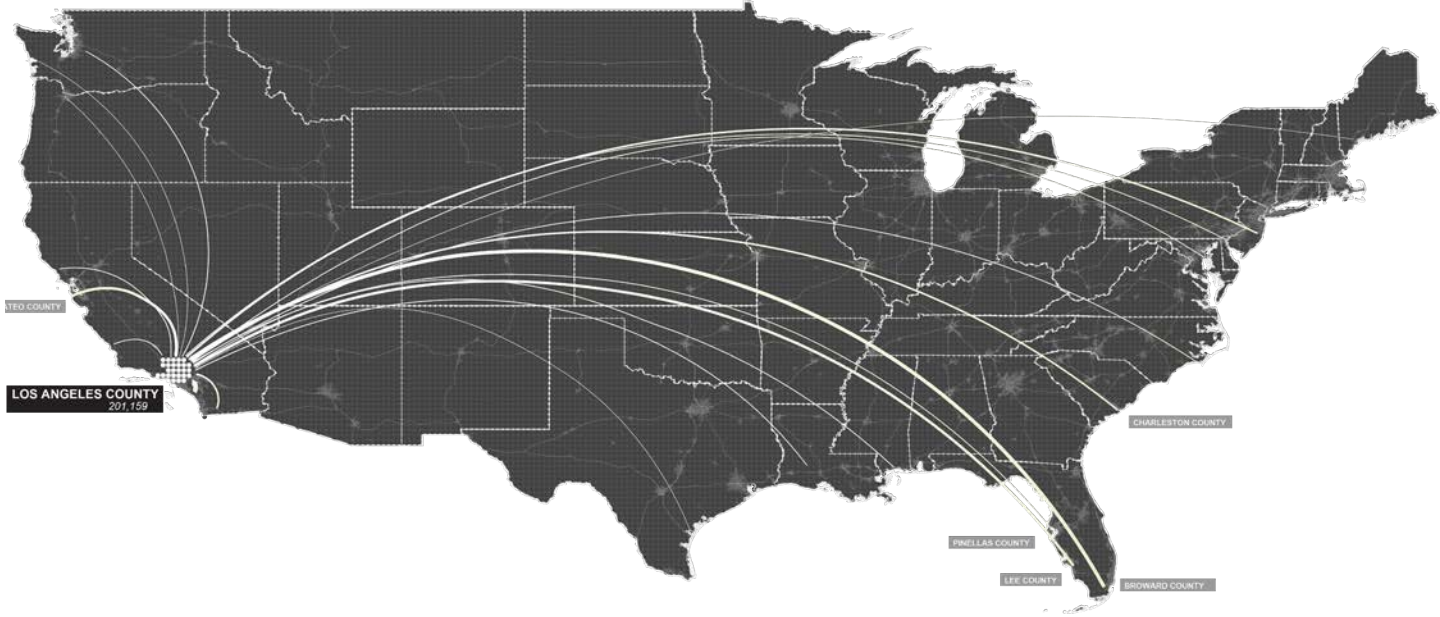 ATEO COUNTY
LOS ANGELES COUNTY
201,159
CHARLESTON COUNTY
PINELLAS COUNTY
LEE COUNTY
BROWARD COUNTY